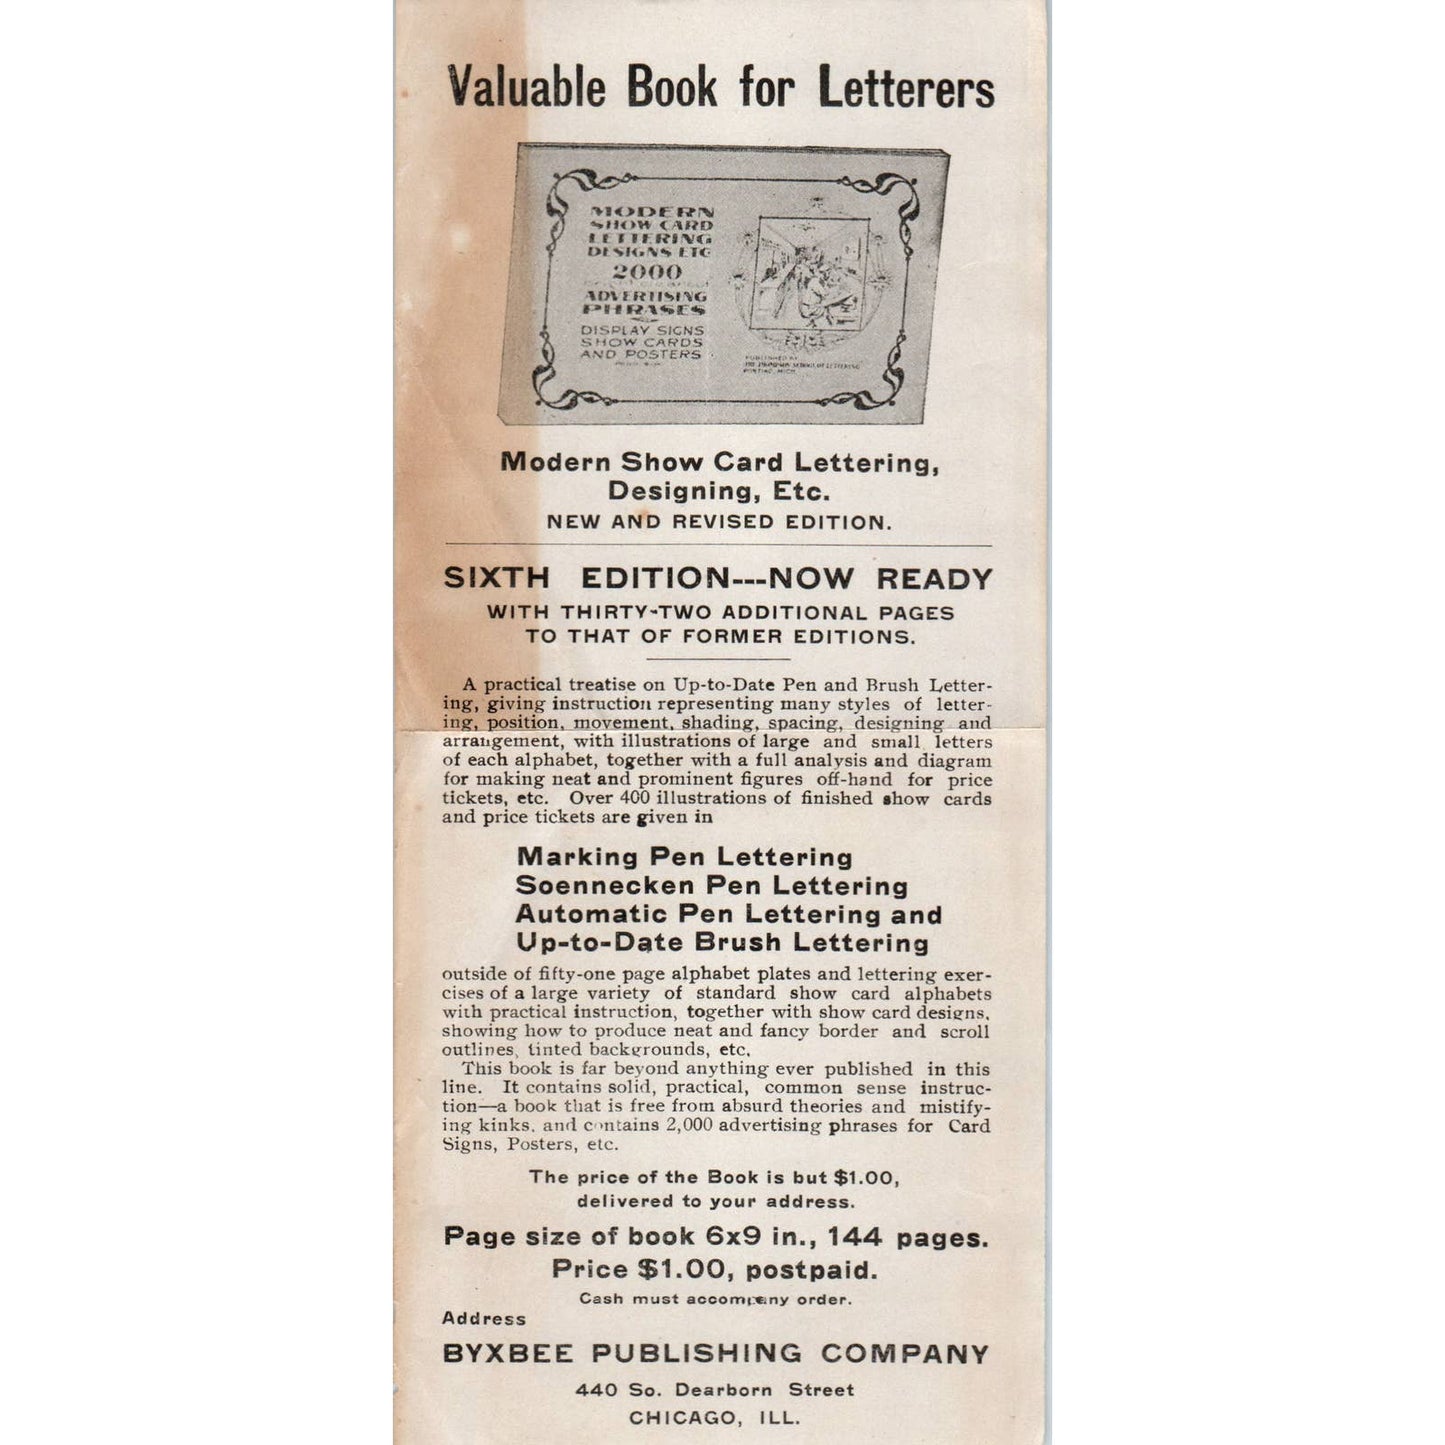 Valuable Book for Letterers
MODERN
SHOW CARD
LETTERING
DESIGNS ETC
2000
ADVERTISING
PHRASES
DISPLAY SIGNS
SHOW CARDS
AND POSTERS
PUBLISHED BY
THE THOMPSON SCHOOL OF LETTERING
PONTIAC, MICH.
Modern Show Card Lettering,
Designing, Etc.
NEW AND REVISED EDITION.
SIXTH EDITION---NOW READY
WITH THIRTY-TWO ADDITIONAL PAGES
TO THAT OF FORMER EDITIONS.
A practical treatise on Up-to-Date Pen and Brush Letter-
ing, giving instruction representing many styles of letter-
ing, position, movement, shading, spacing, designing and
arrangement, with illustrations of large and small letters
of each alphabet, together with a full analysis and diagram
for making neat and prominent figures off-hand for price
tickets, etc. Over 400 illustrations of finished show cards
and price tickets are given in
Marking Pen Lettering
Soennecken Pen Lettering
Automatic Pen Lettering and
Up-to-Date Brush Lettering
outside of fifty-one page alphabet plates and lettering exer-
cises of a large variety of standard show card alphabets
with practical instruction, together with show card designs,
showing how to produce neat and fancy border and scroll
outlines, tinted backgrounds, etc.
This book is far beyond anything ever published in this
line. It contains solid, practical, common sense instruc-
tion—a book that is free from absurd theories and mistify-
ing kinks, and contains 2,000 advertising phrases for Card
Signs, Posters, etc.
The price of the Book is but $1.00,
delivered to your address.
Page size of book 6x9 in., 144 pages.
Price $1.00, postpaid.
Cash must accompany order.
Address
BYXBEE PUBLISHING COMPANY
440 So. Dearborn Street
CHICAGO, ILL.